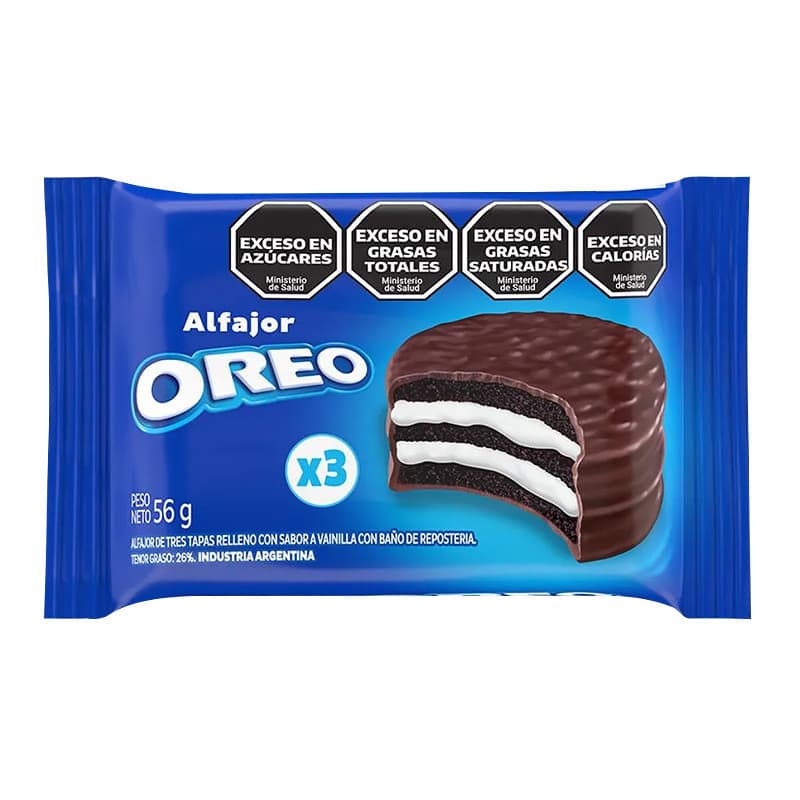 EXCESO EN
AZÚCARES
Ministerio
de Salud
EXCESO EN
GRASAS
TOTALES
Ministerio
de Salud
EXCESO EN
GRASAS
SATURADAS
Ministerio
de Salud
EXCESO EN
CALORÍAS
Ministerio
de Salud
Alfajor
OREO
x3
PESO
NETO 56 g
ALFAJOR DE TRES TAPAS RELLENO CON SABOR A VAINILLA CON BAÑO DE REPOSTERIA.
TENOR GRASO: 26%. INDUSTRIA ARGENTINA